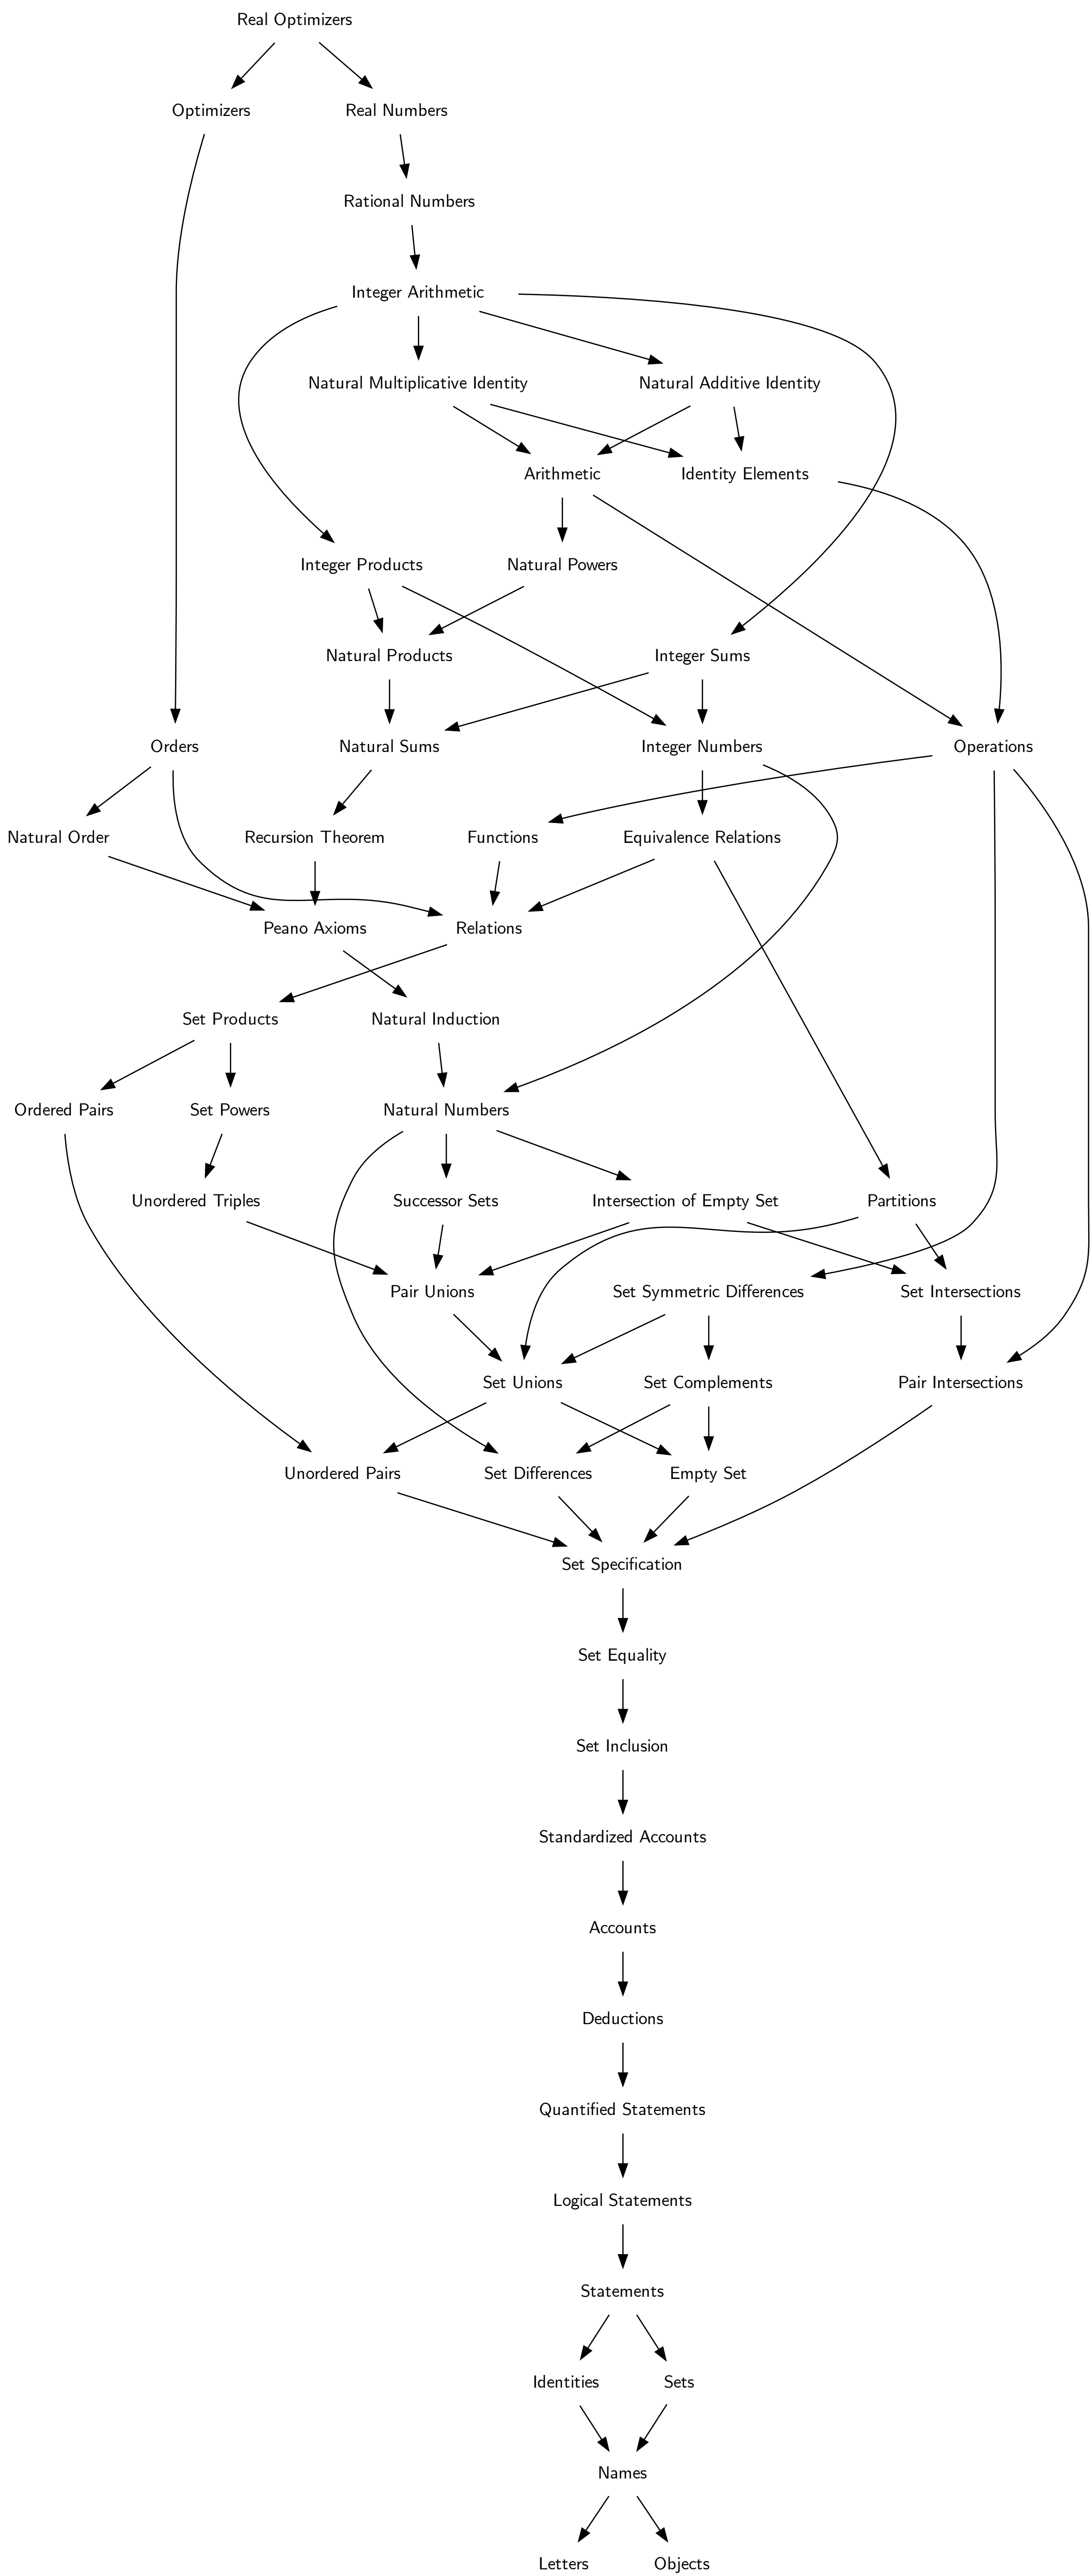 Real Optimizers
Optimizers
Real Numbers
Rational Numbers
Integer Arithmetic
Natural Multiplicative Identity
Natural Additive Identity
Arithmetic
Identity Elements
Integer Products
Natural Powers
Natural Products
Integer Sums
Orders
Natural Sums
Integer Numbers
Operations
Natural Order
Recursion Theorem
Functions
Equivalence Relations
Peano Axioms
Relations
Set Products
Natural Induction
Ordered Pairs
Set Powers
Natural Numbers
Unordered Triples
Successor Sets
Intersection of Empty Set
Partitions
Pair Unions
Set Symmetric Differences
Set Intersections
Set Unions
Set Complements
Pair Intersections
Unordered Pairs
Set Differences
Empty Set
Set Specification
Set Equality
Set Inclusion
Standardized Accounts
Accounts
Deductions
Quantified Statements
Logical Statements
Statements
Identities
Sets
Names
Letters
Objects